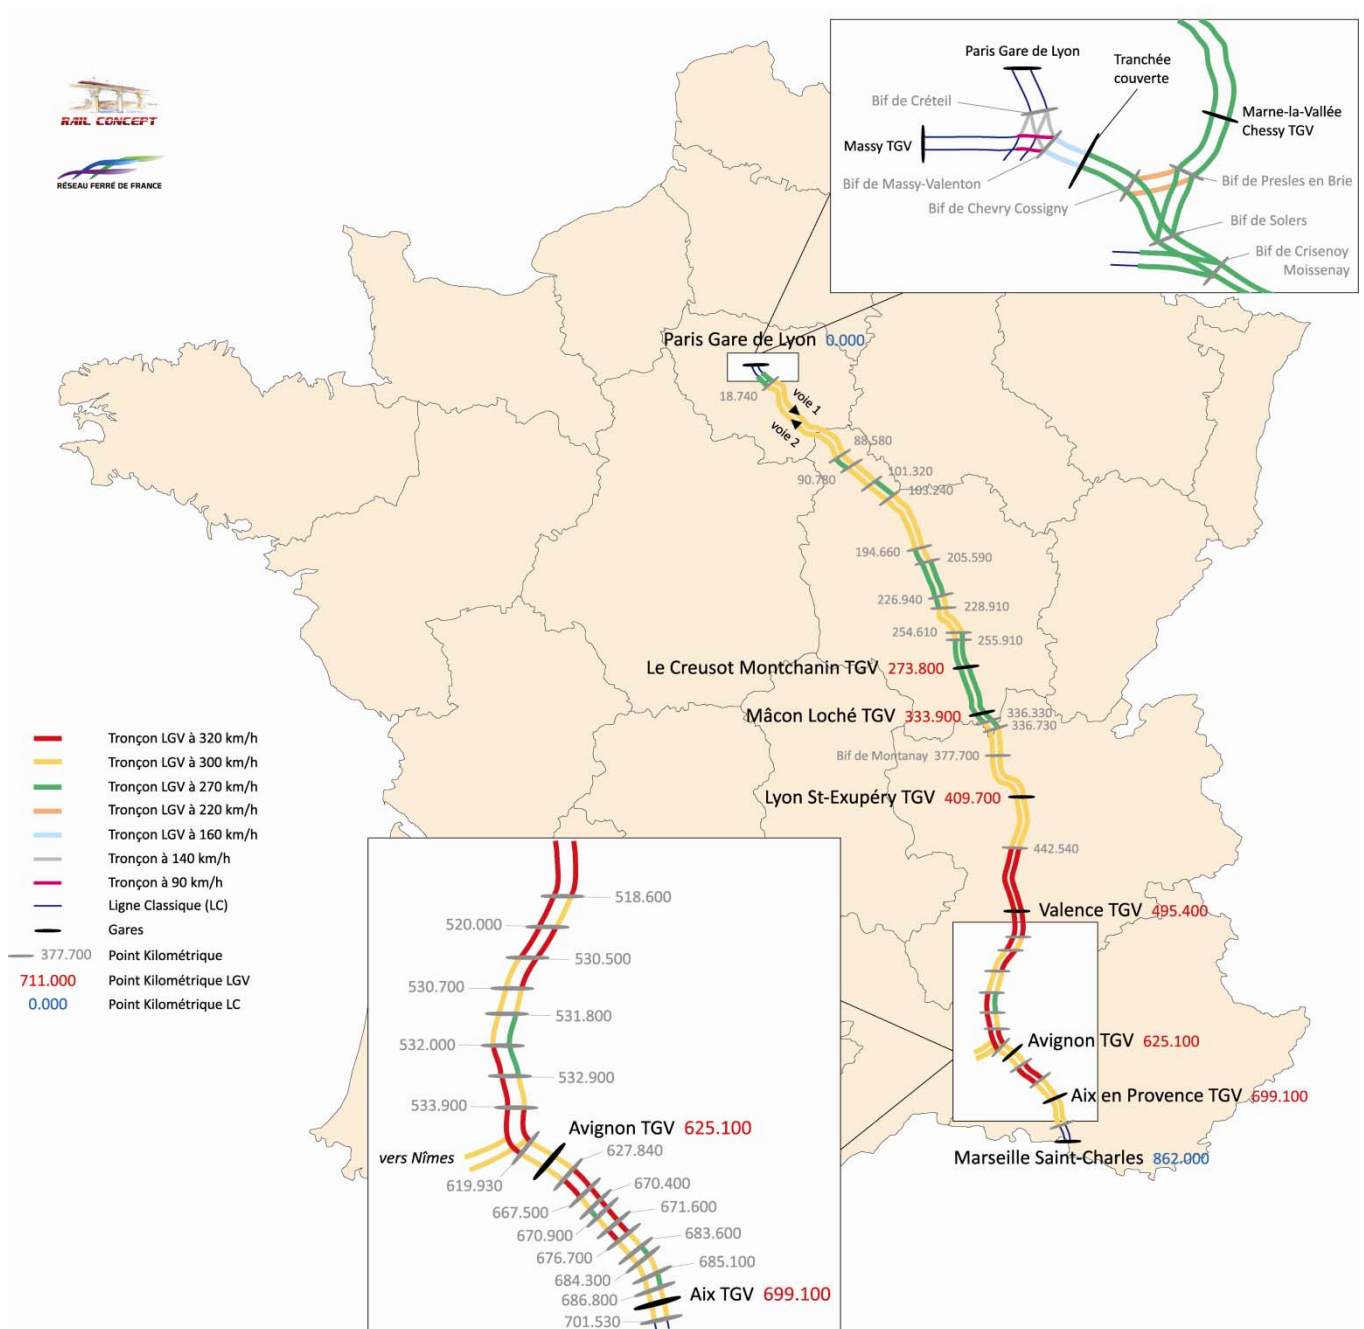 RAIL CONCEPT
RÉSEAU FERRÉ DE FRANCE
Paris Gare de Lyon
Tranchée
couverte
Bif de Créteil
Marne-la-Vallée
Chessy TGV
Massy TGV
Bif de Massy-Valenton
Bif de Presles en Brie
Bif de Chevry Cossigny
Bif de Solers
Bif de Crisenoy
Moissenay
Paris Gare de Lyon 0.000
18.740
voie 1
voie 2
88.580
90.780
101.320
103.240
194.660
205.590
226.940
228.910
254.610
255.910
Le Creusot Montchanin TGV 273.800
Mâcon Loché TGV 333.900
336.330
336.730
Bif de Montanay 377.700
Lyon St-Exupéry TGV 409.700
442.540
Valence TGV 495.400
Avignon TGV 625.100
Aix en Provence TGV 699.100
Marseille Saint-Charles 862.000
Tronçon LGV à 320 km/h
Tronçon LGV à 300 km/h
Tronçon LGV à 270 km/h
Tronçon LGV à 220 km/h
Tronçon LGV à 160 km/h
Tronçon à 140 km/h
Tronçon à 90 km/h
Ligne Classique (LC)
Gares
377.700 Point Kilométrique
711.000 Point Kilométrique LGV
0.000 Point Kilométrique LC
518.600
520.000
530.500
530.700
531.800
532.000
532.900
533.900
Avignon TGV 625.100
vers Nîmes
627.840
619.930
670.400
667.500
671.600
670.900
683.600
676.700
685.100
684.300
686.800
Aix TGV 699.100
701.530